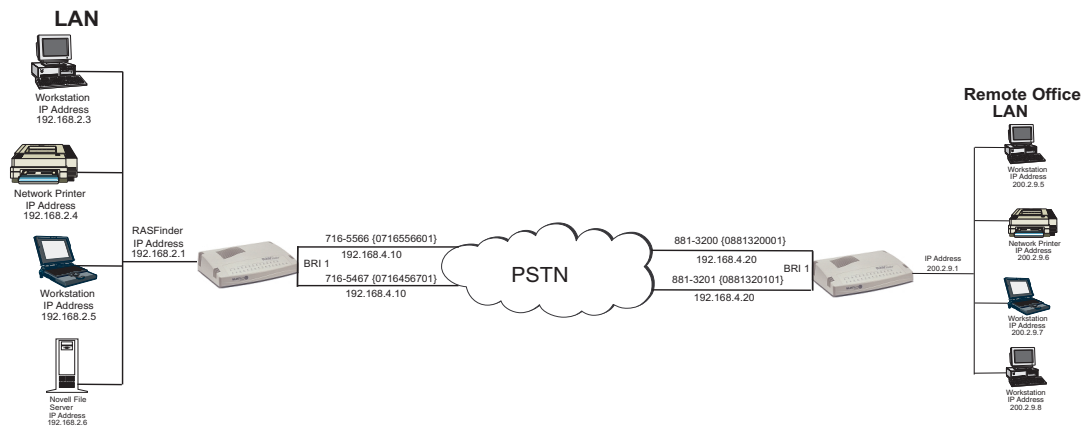 LAN
Workstation
IP Address
192.168.2.3
Network Printer
IP Address
192.168.2.4
Workstation
IP Address
192.168.2.5
Novell File
Server
IP Address
192.168.2.6
RASFinder
IP Address
192.168.2.1
BRI 1
716-5566 {0716556601}
192.168.4.10
716-5467 {0716456701}
192.168.4.10
PSTN
881-3200 {0881320001}
192.168.4.20
881-3201 {0881320101}
192.168.4.20
BRI 1
IP Address
200.2.9.1
Remote Office
LAN
Workstation
IP Address
200.2.9.5
Network Printer
IP Address
200.2.9.6
Workstation
IP Address
200.2.9.7
Workstation
IP Address
200.2.9.8